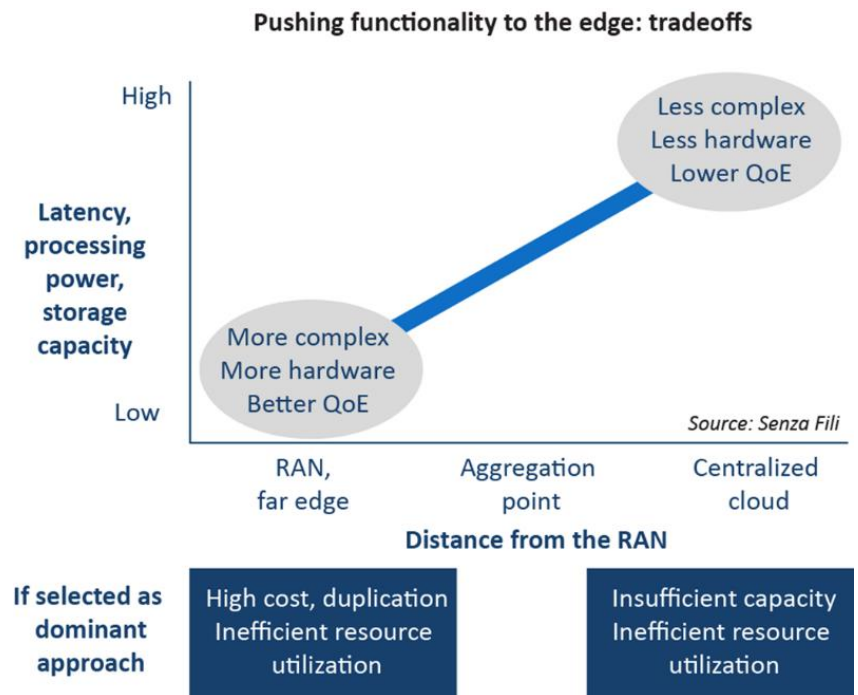 Pushing functionality to the edge: tradeoffs
High
Latency,
processing
power,
storage
capacity
Low
Less complex
Less hardware
Lower QoE
More complex
More hardware
Better QoE
Source: Senza Fili
RAN,
far edge
Aggregation
point
Centralized
cloud
Distance from the RAN
If selected as
dominant
approach
High cost, duplication
Inefficient resource
utilization
Insufficient capacity
Inefficient resource
utilization